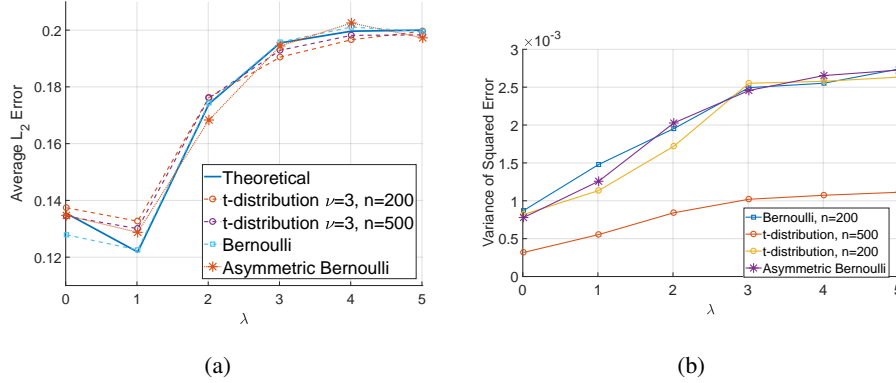 0.2
0.18
0.16
0.14
0.12
Average L2 Error
0 1 2 3 4 5
λ
Theoretical
t-distribution ν=3, n=200
t-distribution ν=3, n=500
Bernoulli
Asymmetric Bernoulli
(a)
3 ×10^-3
2.5
2
1.5
1
0.5
0
Variance of Squared Error
0 1 2 3 4 5
λ
Bernoulli, n=200
t-distribution, n=500
t-distribution, n=200
Asymmetric Bernoulli
(b)